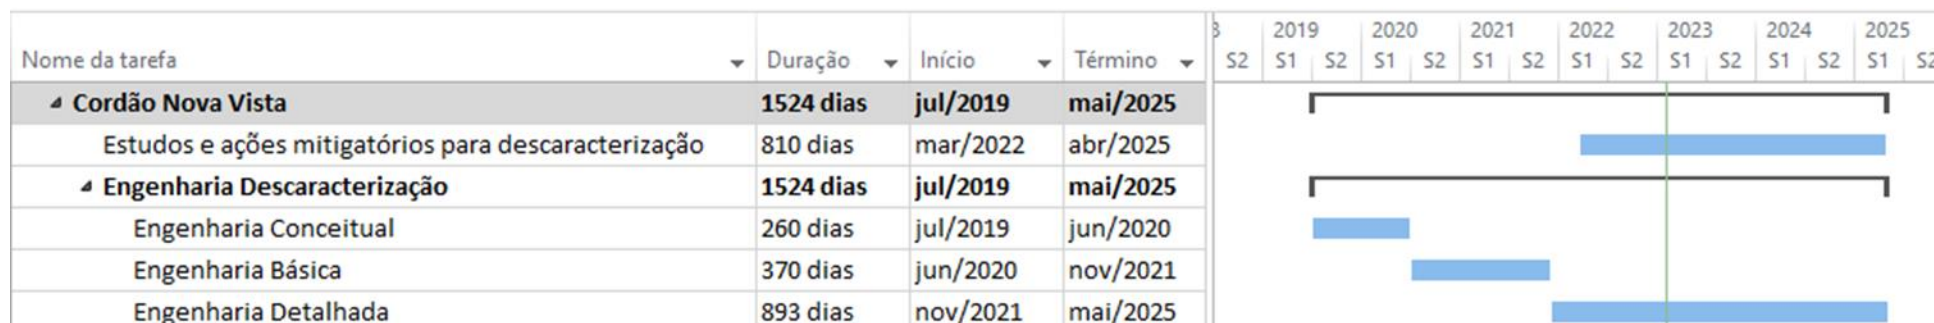 3 2019 2020 2021 2022 2023 2024 2025
Nome da tarefa Duração Início Término S2 S1 S2 S1 S2 S1 S2 S1 S2 S1 S2 S1 S2 S1 S2
Cordão Nova Vista 1524 dias jul/2019 mai/2025
Estudos e ações mitigatórios para descaracterização 810 dias mar/2022 abr/2025
Engenharia Descaracterização 1524 dias jul/2019 mai/2025
Engenharia Conceitual 260 dias jul/2019 jun/2020
Engenharia Básica 370 dias jun/2020 nov/2021
Engenharia Detalhada 893 dias nov/2021 mai/2025